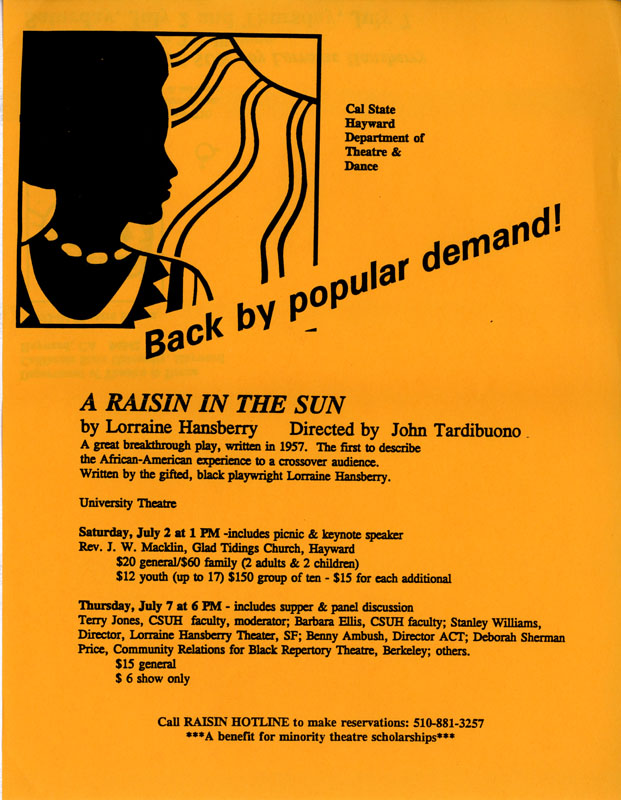 Cal State
Hayward
Department of
Theatre &
Dance
Back by popular demand!
A RAISIN IN THE SUN
by Lorraine Hansberry Directed by John Tardibuono
A great breakthrough play, written in 1957. The first to describe
the African-American experience to a crossover audience.
Written by the gifted, black playwright Lorraine Hansberry.
University Theatre
Saturday, July 2 at 1 PM -includes picnic & keynote speaker
Rev. J. W. Macklin, Glad Tidings Church, Hayward
$20 general/$60 family (2 adults & 2 children)
$12 youth (up to 17) $150 group of ten - $15 for each additional
Thursday, July 7 at 6 PM - includes supper & panel discussion
Terry Jones, CSUH faculty, moderator; Barbara Ellis, CSUH faculty; Stanley Williams,
Director, Lorraine Hansberry Theater, SF; Benny Ambush, Director ACT; Deborah Sherman
Price, Community Relations for Black Repertory Theatre, Berkeley; others.
$15 general
$ 6 show only
Call RAISIN HOTLINE to make reservations: 510-881-3257
***A benefit for minority theatre scholarships***